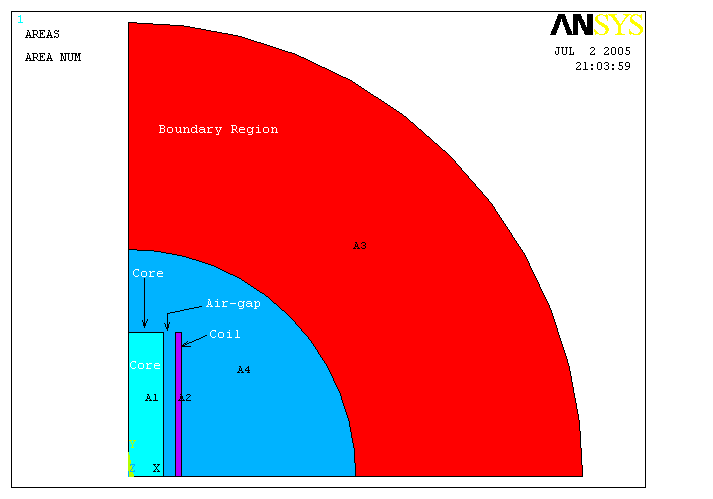 1
AREAS
AREA NUM
ANSYS
JUL 2 2005
21:03:59
Boundary Region
A3
Core
Air-gap
Coil
Core
A4
A1
A2
Y
Z
X